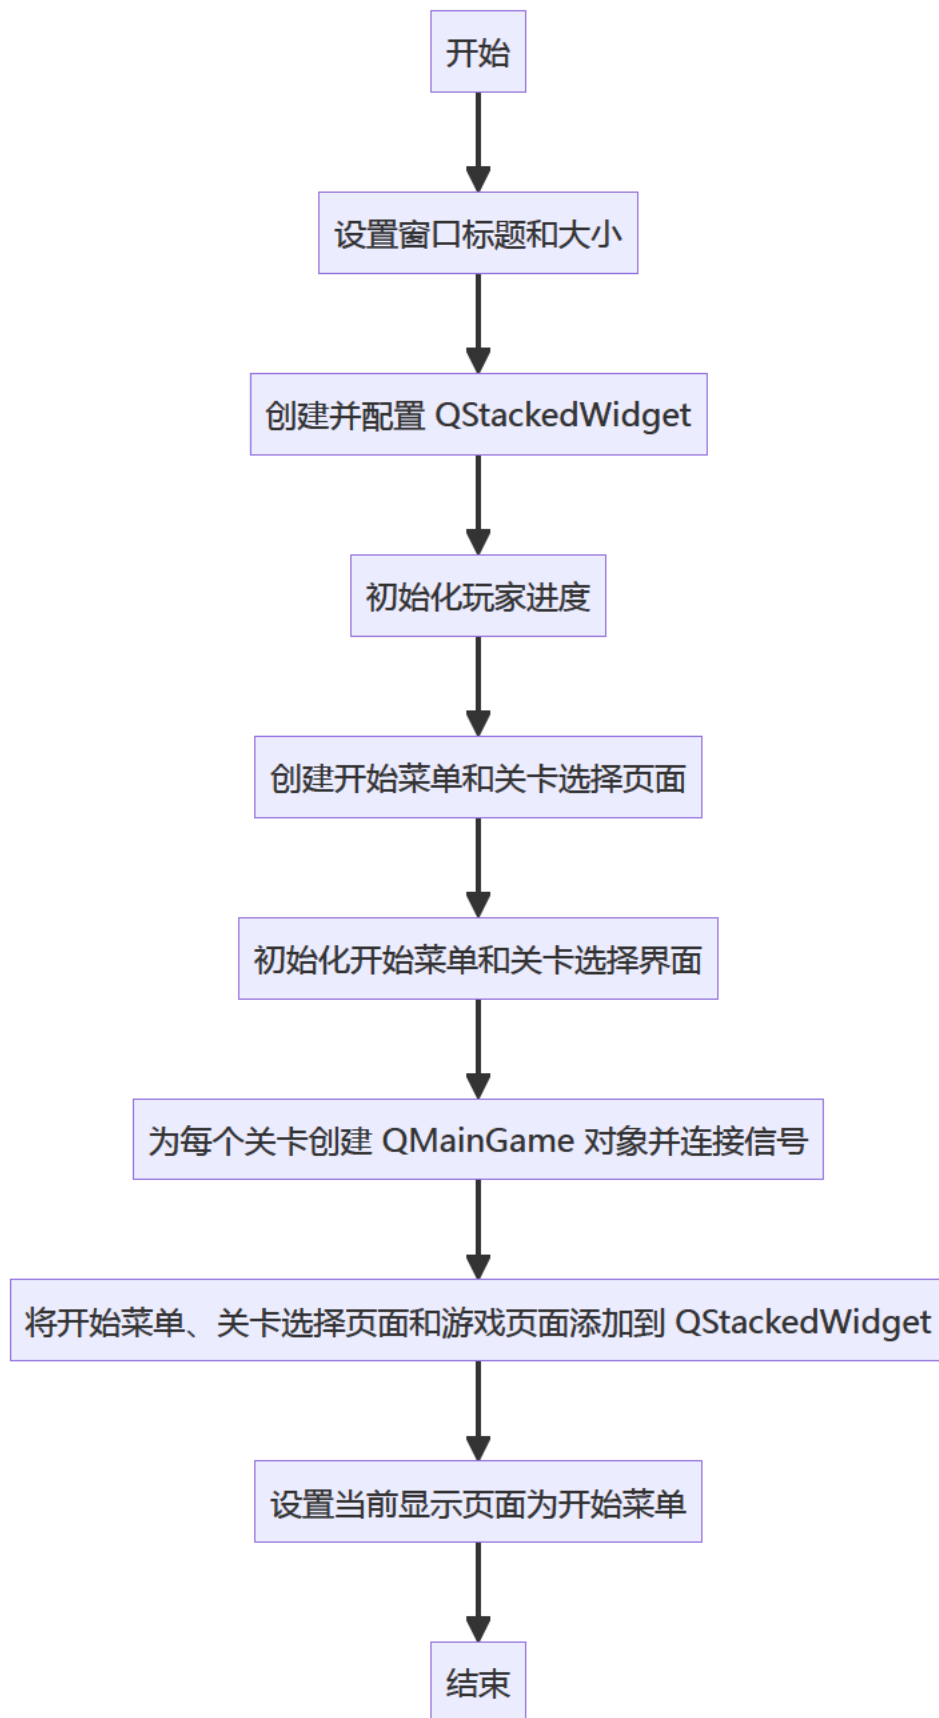 开始
设置窗口标题和大小
创建并配置 QStackedWidget
初始化玩家进度
创建开始菜单和关卡选择页面
初始化开始菜单和关卡选择界面
为每个关卡创建 QMainGame 对象并连接信号
将开始菜单、关卡选择页面和游戏页面添加到 QStackedWidget
设置当前显示页面为开始菜单
结束